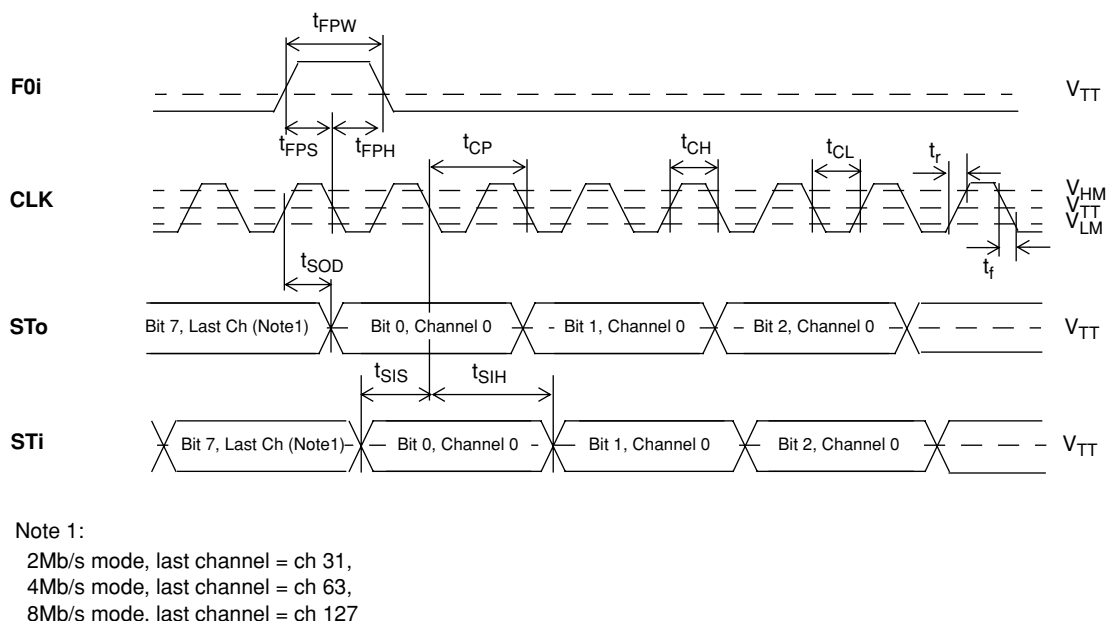 tFPW
F0i
VTT
tFPS tFPH tCP tCH tCL tr
CLK
VHM
VTT
VLM
tSOD tf
STo
Bit 7, Last Ch (Note1) Bit 0, Channel 0 Bit 1, Channel 0 Bit 2, Channel 0
VTT
tSIS tSIH
STi
Bit 7, Last Ch (Note1) Bit 0, Channel 0 Bit 1, Channel 0 Bit 2, Channel 0
VTT
Note 1:
2Mb/s mode, last channel = ch 31,
4Mb/s mode, last channel = ch 63,
8Mb/s mode, last channel = ch 127